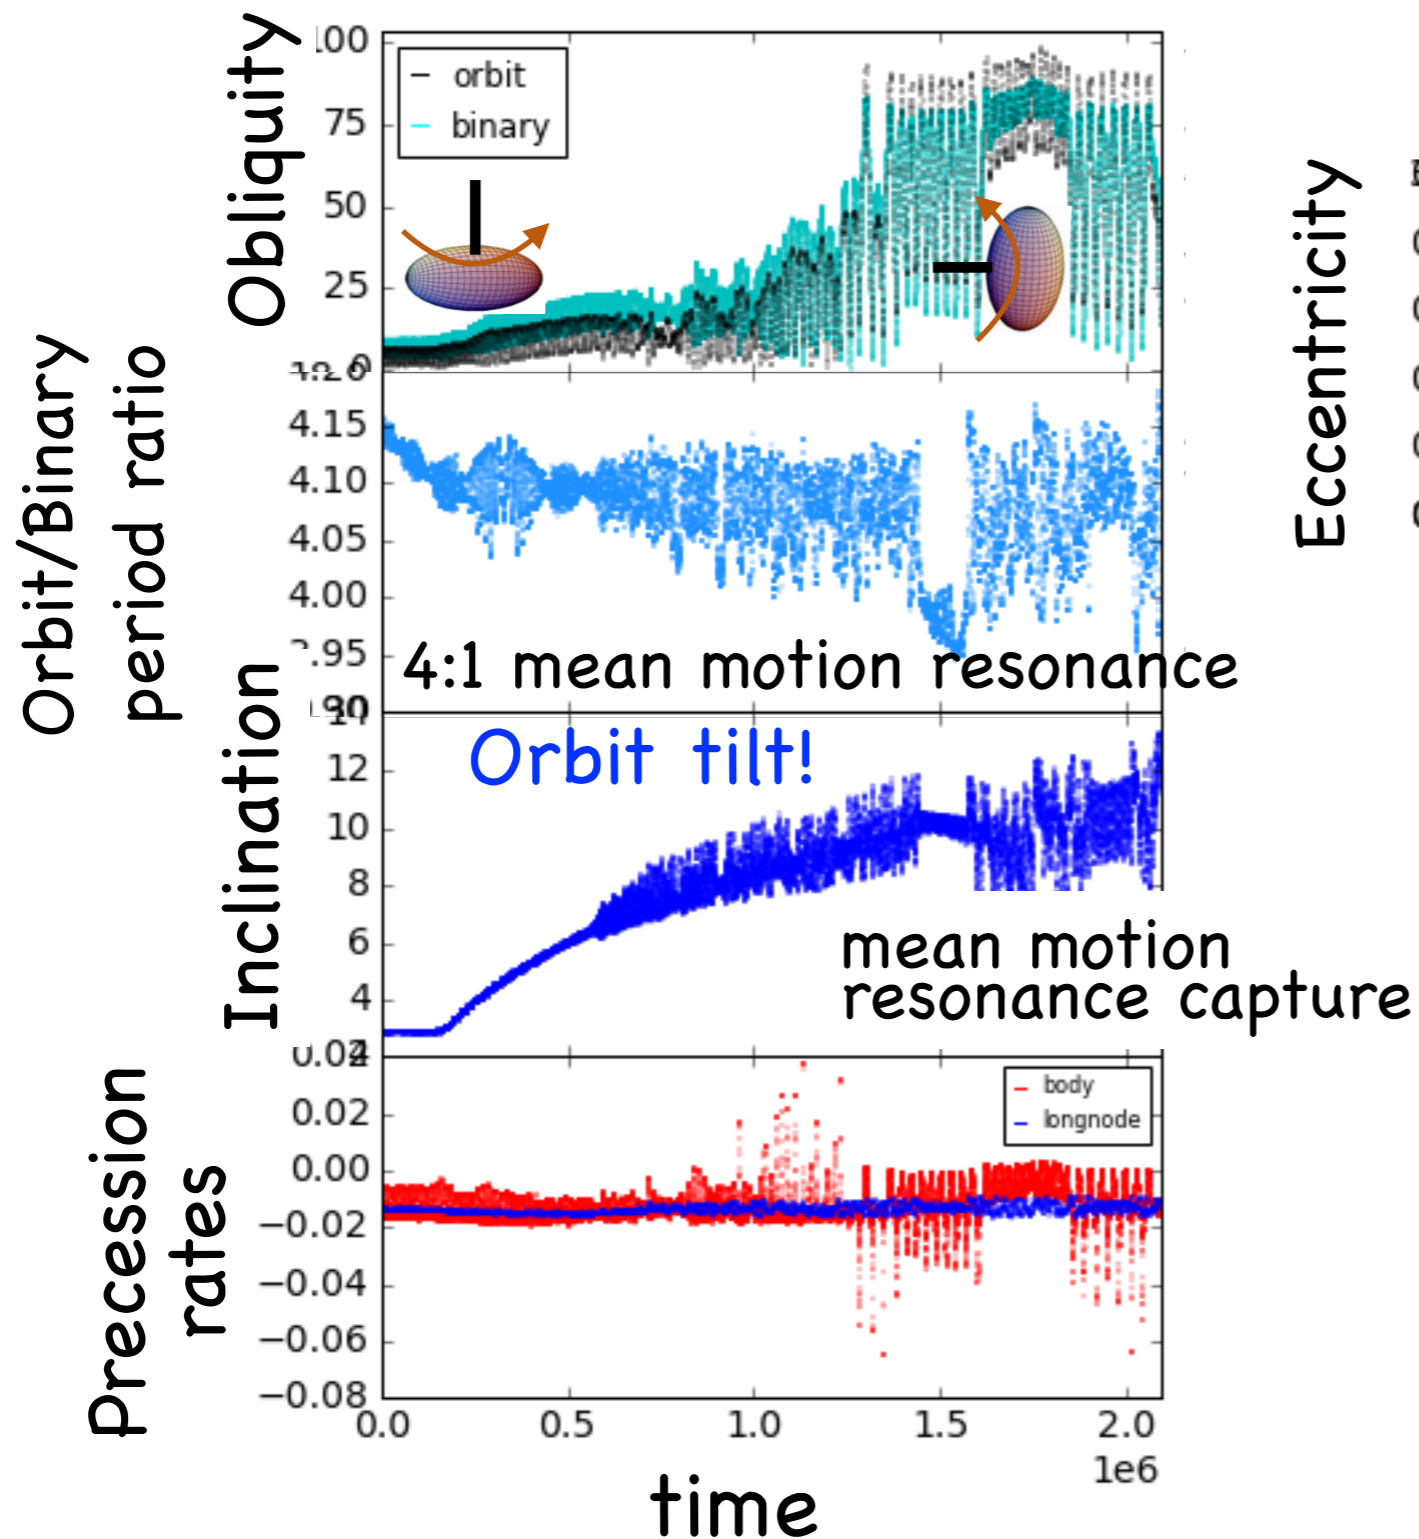 Obliquity
100
75
50
25
orbit
binary
Orbit/Binary
period ratio
4.15
4.10
4.05
4.00
4:1 mean motion resonance
Inclination
Orbit tilt!
12
10
8
6
4
mean motion
resonance capture
Precession
rates
0.02
0.00
−0.02
−0.04
−0.06
−0.08
body
longnode
0.0 0.5 1.0 1.5 2.0
1e6
time
Eccentricity